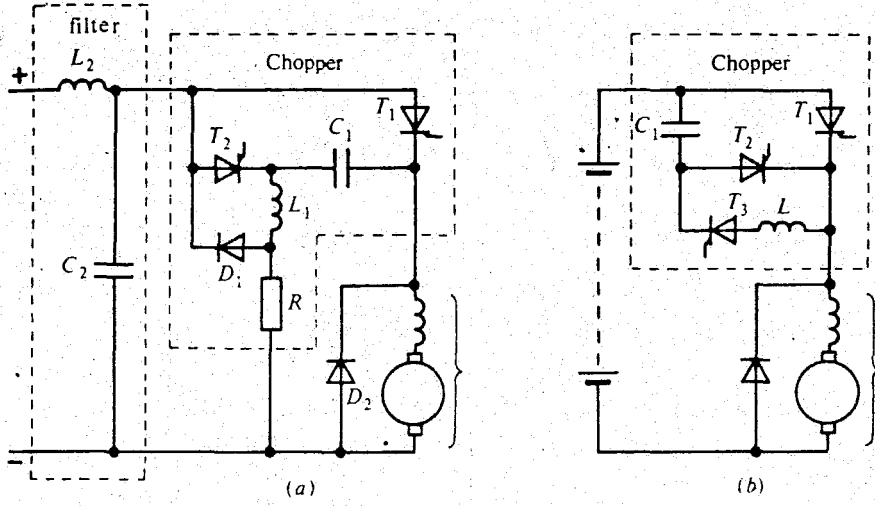 filter
L₂
+
C₂
−
Chopper
T₁
T₂
C₁
L₁
D₁
R
D₂
(a)
Chopper
C₁
T₁
T₂
T₃
L
(b)